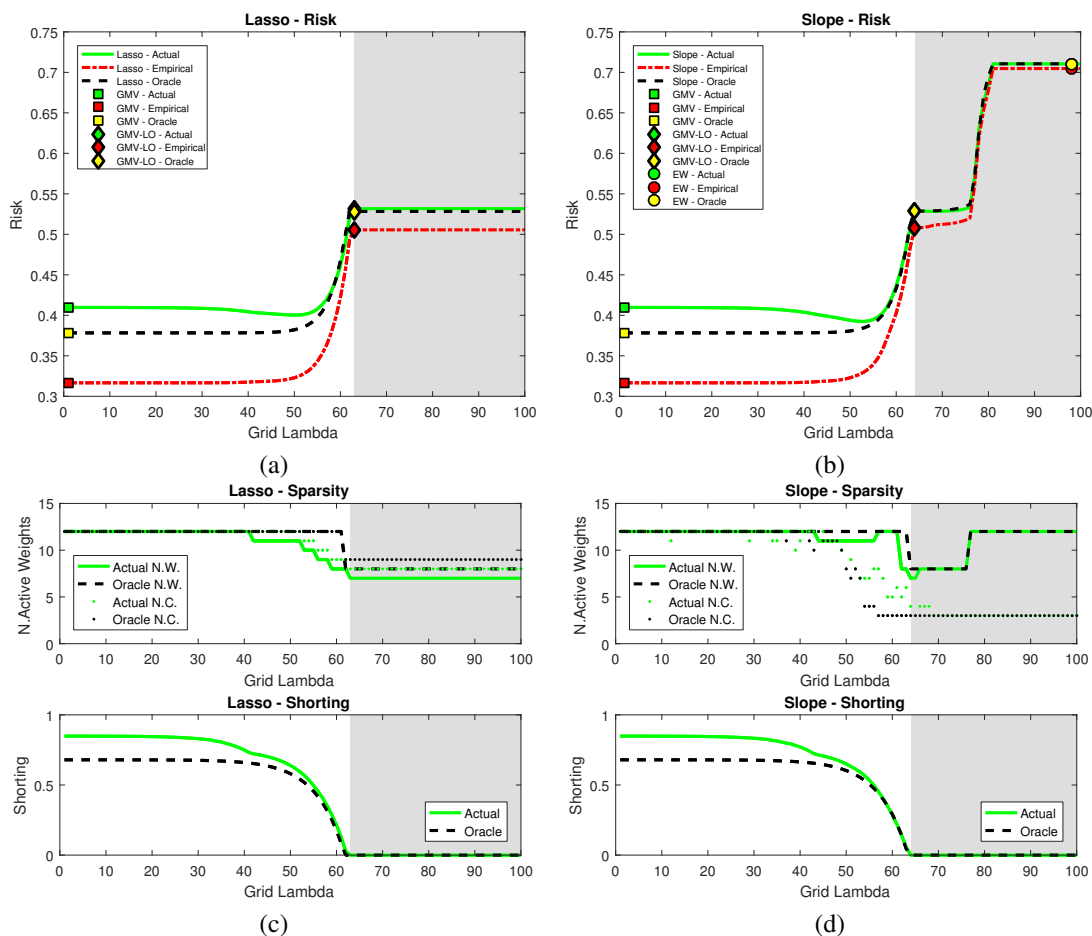 Lasso - Risk
0.75
0.7
0.65
0.6
0.55
0.5
0.45
0.4
0.35
0.3
Risk
Lasso - Actual
Lasso - Empirical
Lasso - Oracle
GMV - Actual
GMV - Empirical
GMV - Oracle
GMV-LO - Actual
GMV-LO - Empirical
GMV-LO - Oracle
0 10 20 30 40 50 60 70 80 90 100
Grid Lambda
(a)
Slope - Risk
0.75
0.7
0.65
0.6
0.55
0.5
0.45
0.4
0.35
0.3
Risk
Slope - Actual
Slope - Empirical
Slope - Oracle
GMV - Actual
GMV - Empirical
GMV - Oracle
GMV-LO - Actual
GMV-LO - Empirical
GMV-LO - Oracle
EW - Actual
EW - Empirical
EW - Oracle
0 10 20 30 40 50 60 70 80 90 100
Grid Lambda
(b)
Lasso - Sparsity
15
10
5
0
N.Active Weights
Actual N.W.
Oracle N.W.
Actual N.C.
Oracle N.C.
0 10 20 30 40 50 60 70 80 90 100
Grid Lambda
Lasso - Shorting
1
0.5
0
Shorting
Actual
Oracle
0 10 20 30 40 50 60 70 80 90 100
Grid Lambda
(c)
Slope - Sparsity
15
10
5
0
N.Active Weights
Actual N.W.
Oracle N.W.
Actual N.C.
Oracle N.C.
0 10 20 30 40 50 60 70 80 90 100
Grid Lambda
Slope - Shorting
1
0.5
0
Shorting
Actual
Oracle
0 10 20 30 40 50 60 70 80 90 100
Grid Lambda
(d)